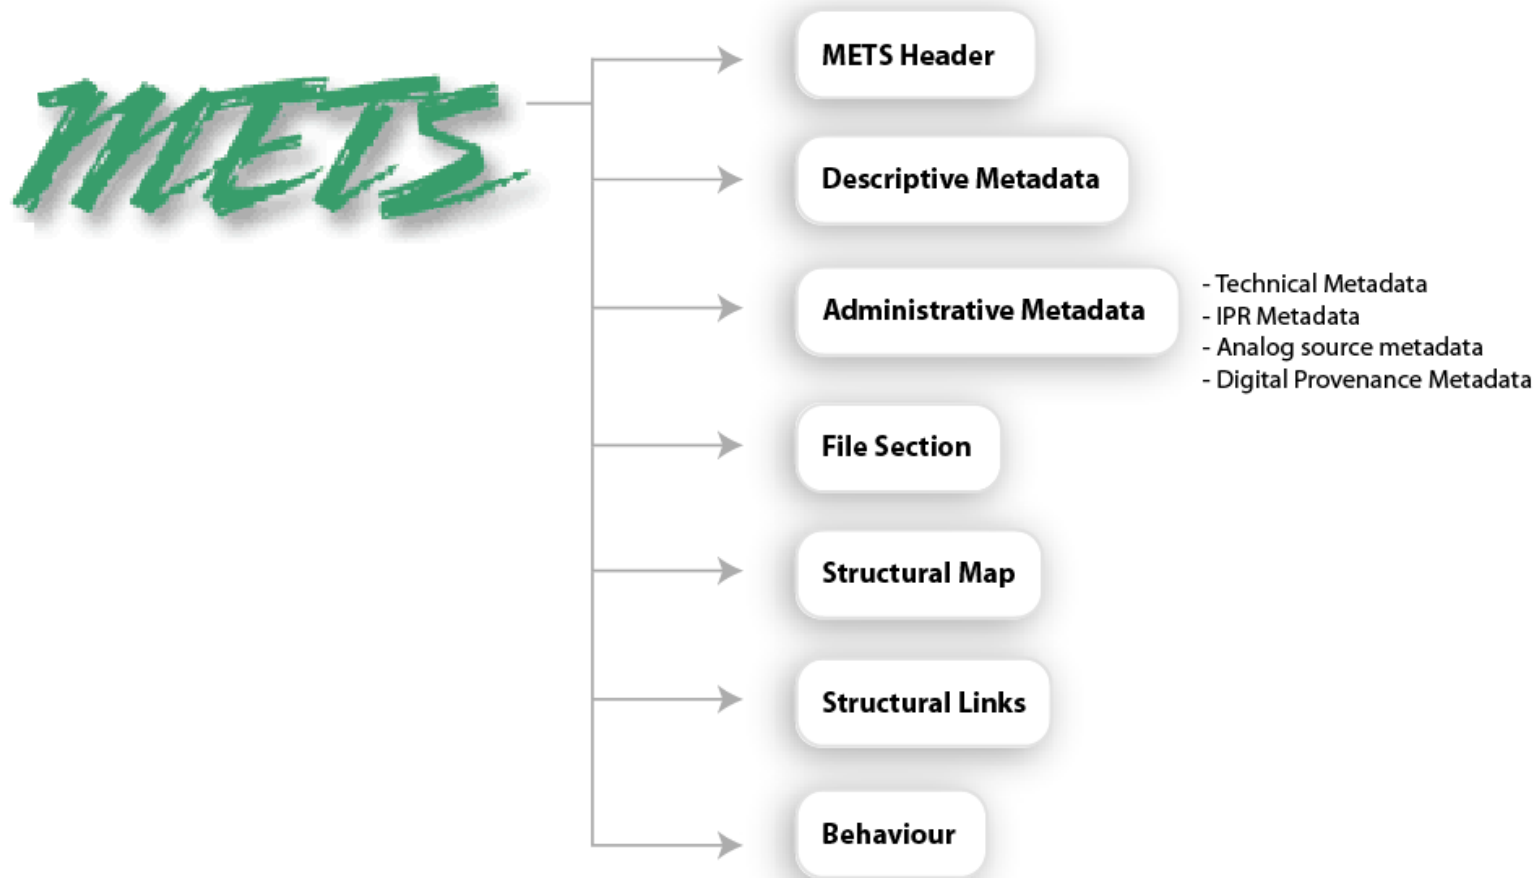 METS
METS Header
Descriptive Metadata
Administrative Metadata
- Technical Metadata
- IPR Metadata
- Analog source metadata
- Digital Provenance Metadata
File Section
Structural Map
Structural Links
Behaviour